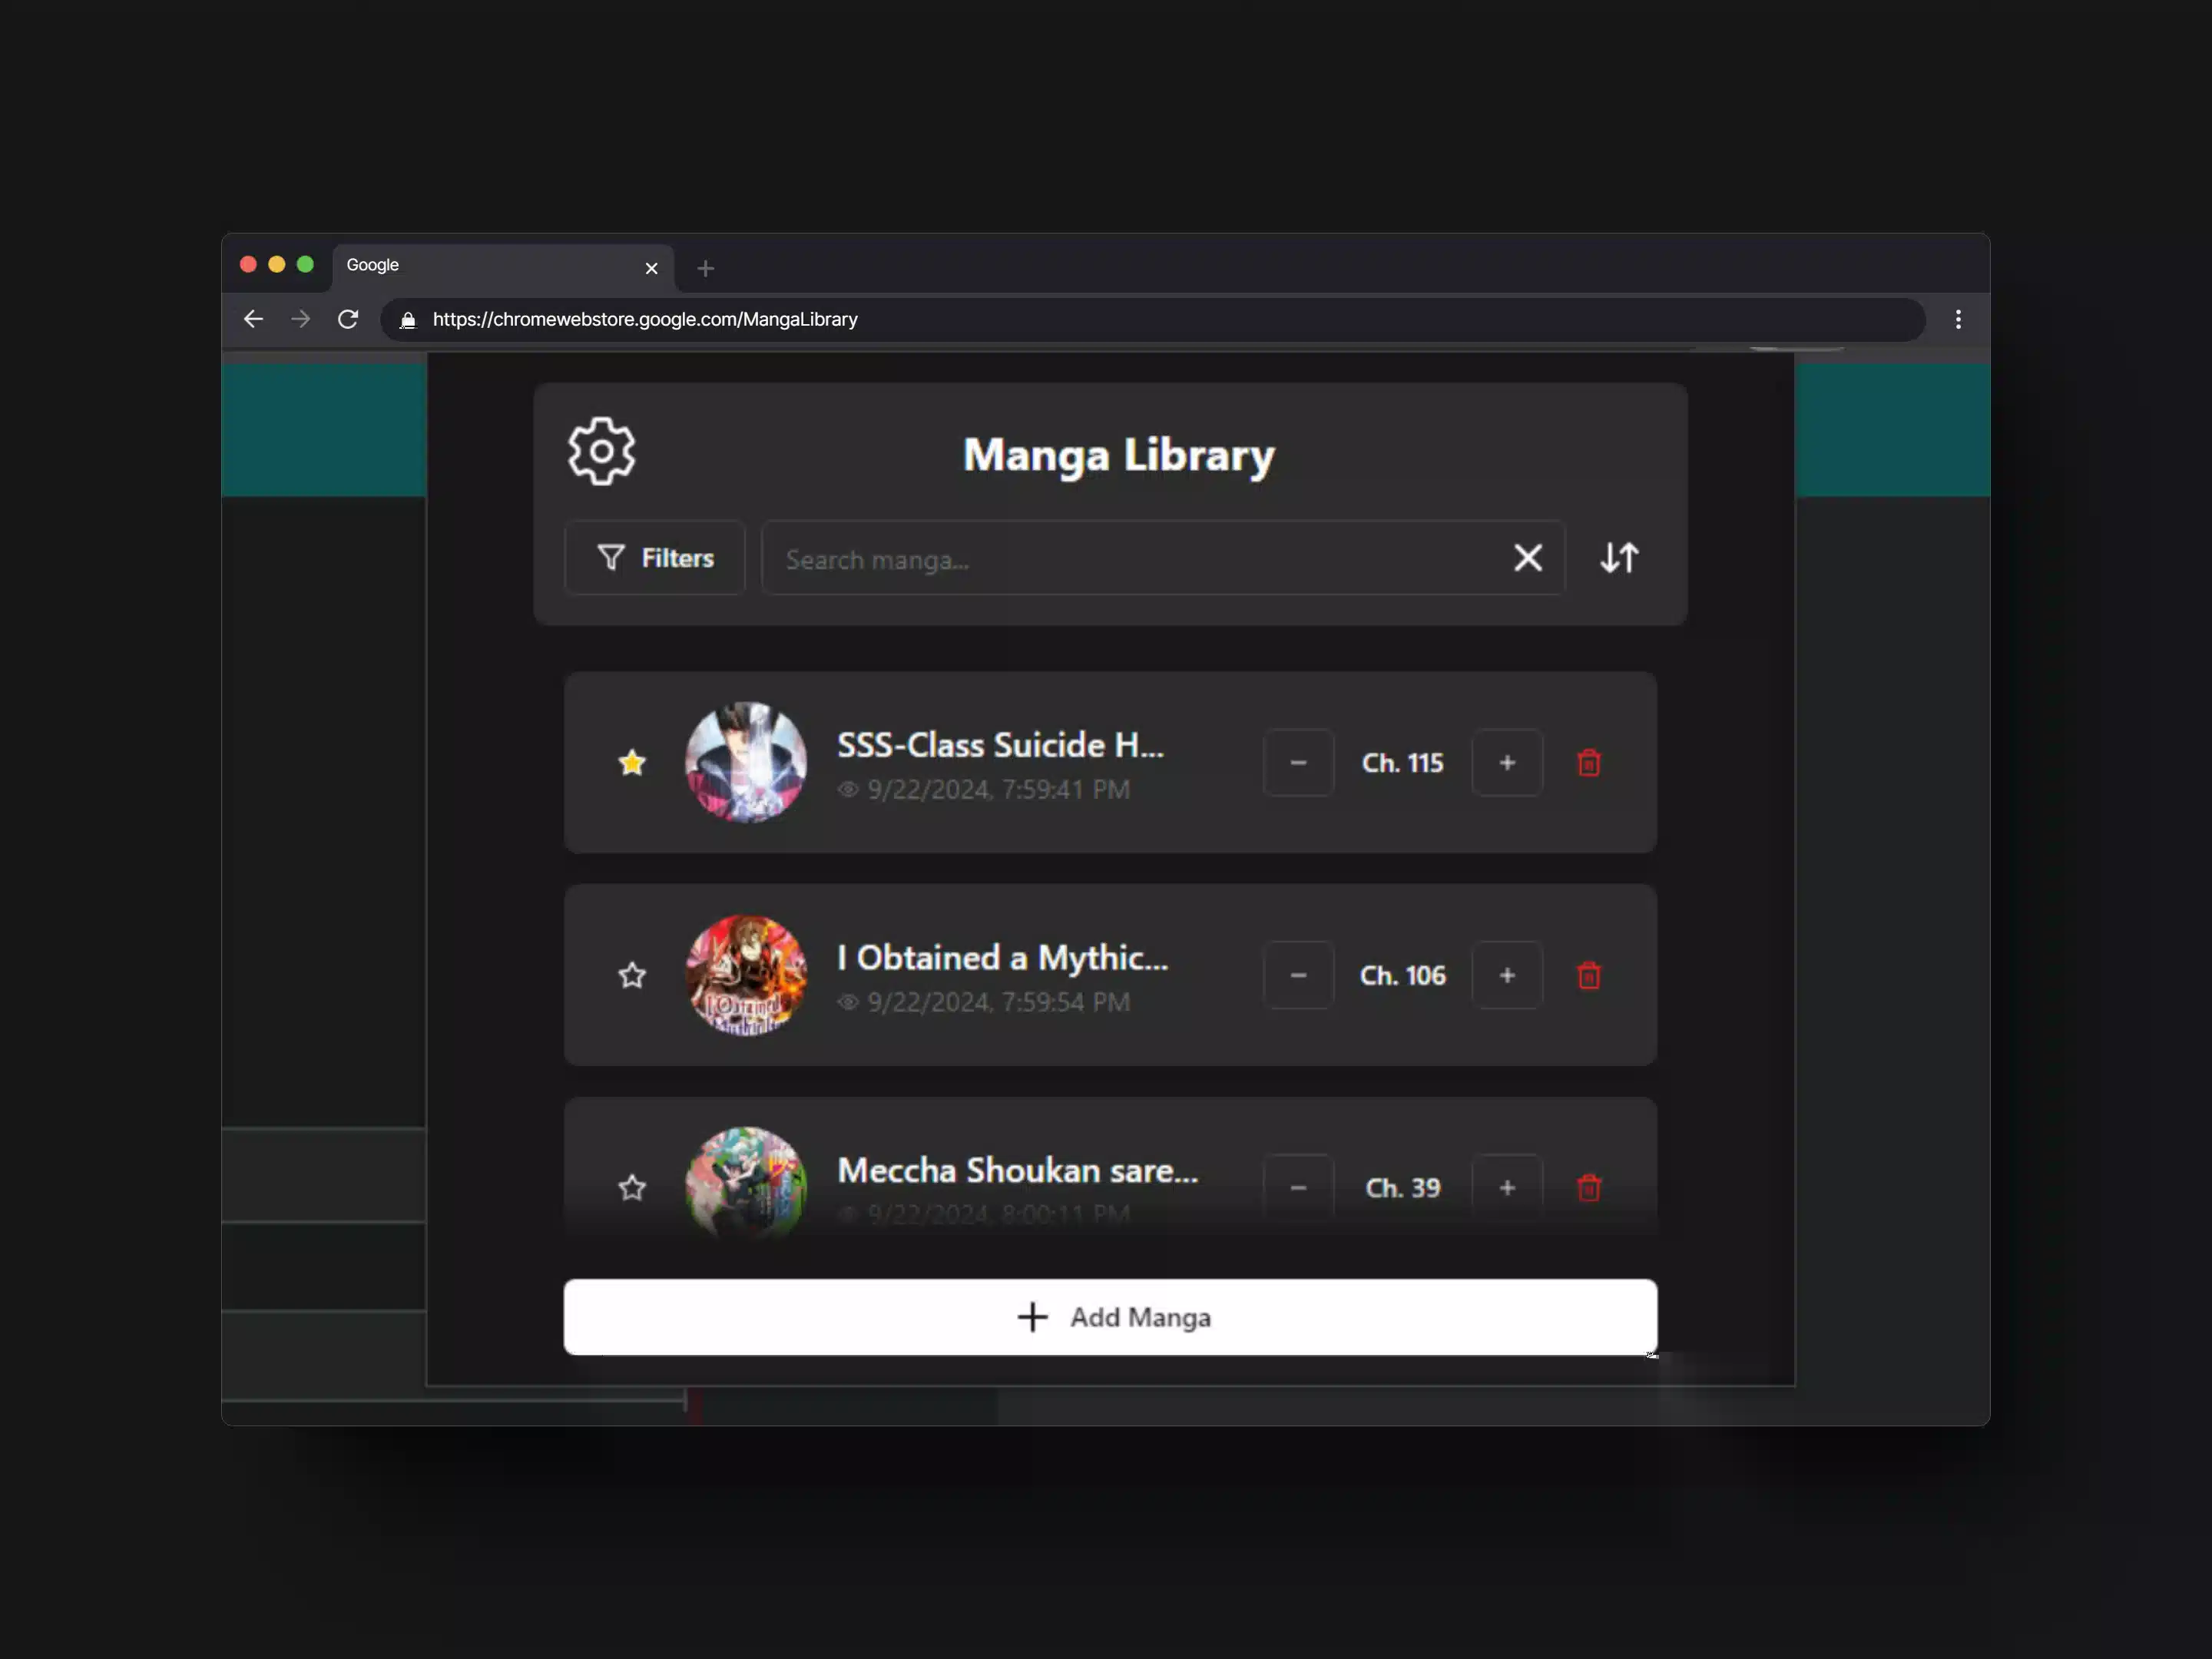 Google
https://chromewebstore.google.com/MangaLibrary
Manga Library
Filters
Search manga...
SSS-Class Suicide H...
9/22/2024, 7:59:41 PM
Ch. 115
I Obtained a Mythic...
9/22/2024, 7:59:54 PM
Ch. 106
I Obtained
Meccha Shoukan sare...
9/22/2024, 8:00:11 PM
Ch. 39
Add Manga